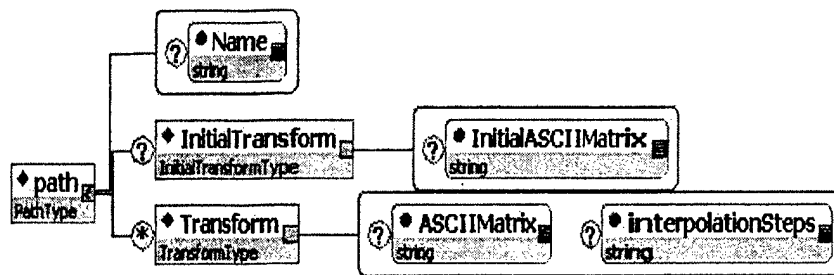 Name
string
InitialTransform
InitialTransformType
InitialASCIIMatrix
string
path
PathType
Transform
TransformType
ASCIIMatrix
string
interpolationSteps
string